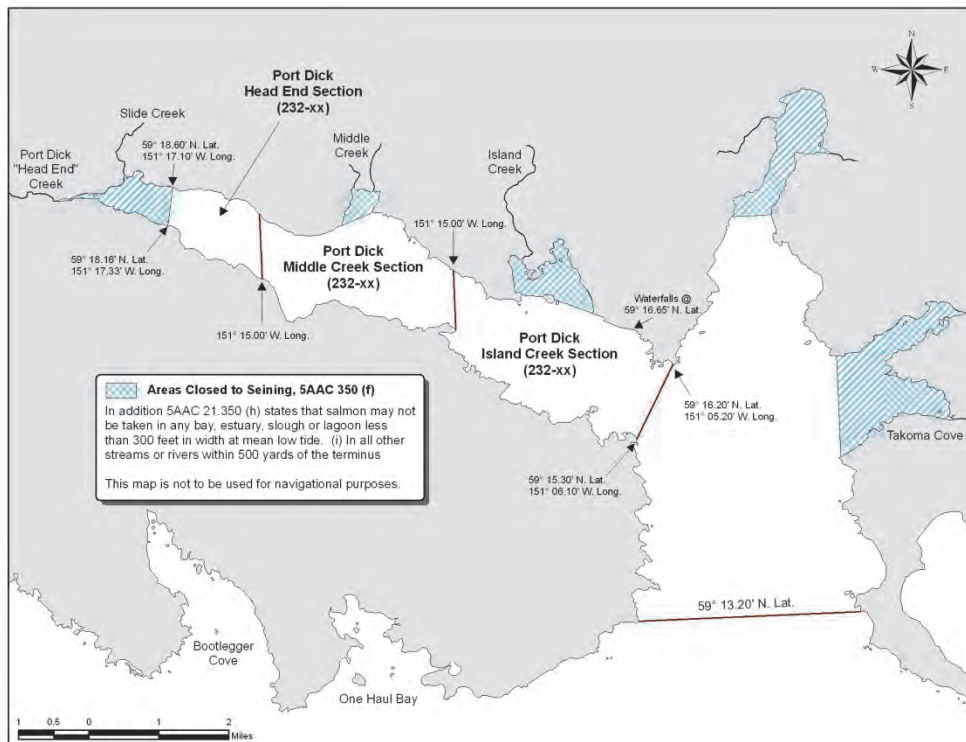 N
W
E
S
Port Dick
Head End Section
(232-xx)
Slide Creek
59° 18.60' N. Lat.
151° 17.10' W. Long.
Middle
Creek
Island
Creek
Port Dick
"Head End"
Creek
151° 15.00' W. Long.
59° 18.16' N. Lat.
151° 17.33' W. Long.
Port Dick
Middle Creek Section
(232-xx)
Waterfalls @
59° 16.65' N. Lat.
151° 15.00' W. Long.
Port Dick
Island Creek Section
(232-xx)
Areas Closed to Seining, 5AAC 350 (f)
In addition 5AAC 21.350 (h) states that salmon may not
be taken in any bay, estuary, slough or lagoon less
than 300 feet in width at mean low tide. (i) In all other
streams or rivers within 500 yards of the terminus
This map is not to be used for navigational purposes.
59° 16.20' N. Lat.
151° 05.20' W. Long.
Takoma Cove
59° 15.30' N. Lat.
151° 06.10' W. Long.
59° 13.20' N. Lat.
Bootlegger
Cove
One Haul Bay
1 0.5 0 1 2
Miles